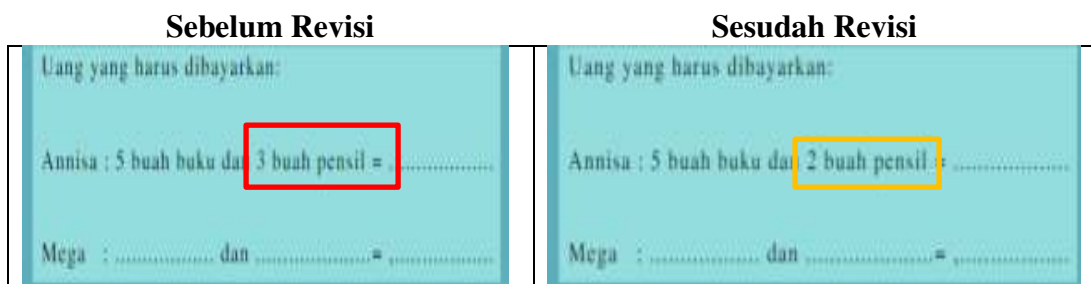 Sebelum Revisi
Uang yang harus dibayarkan:
Annisa : 5 buah buku dan 3 buah pensil = ....................
Mega : ................. dan ....................= ..................
Sesudah Revisi
Uang yang harus dibayarkan:
Annisa : 5 buah buku dan 2 buah pensil = ....................
Mega : ................... dan ........................= ....................